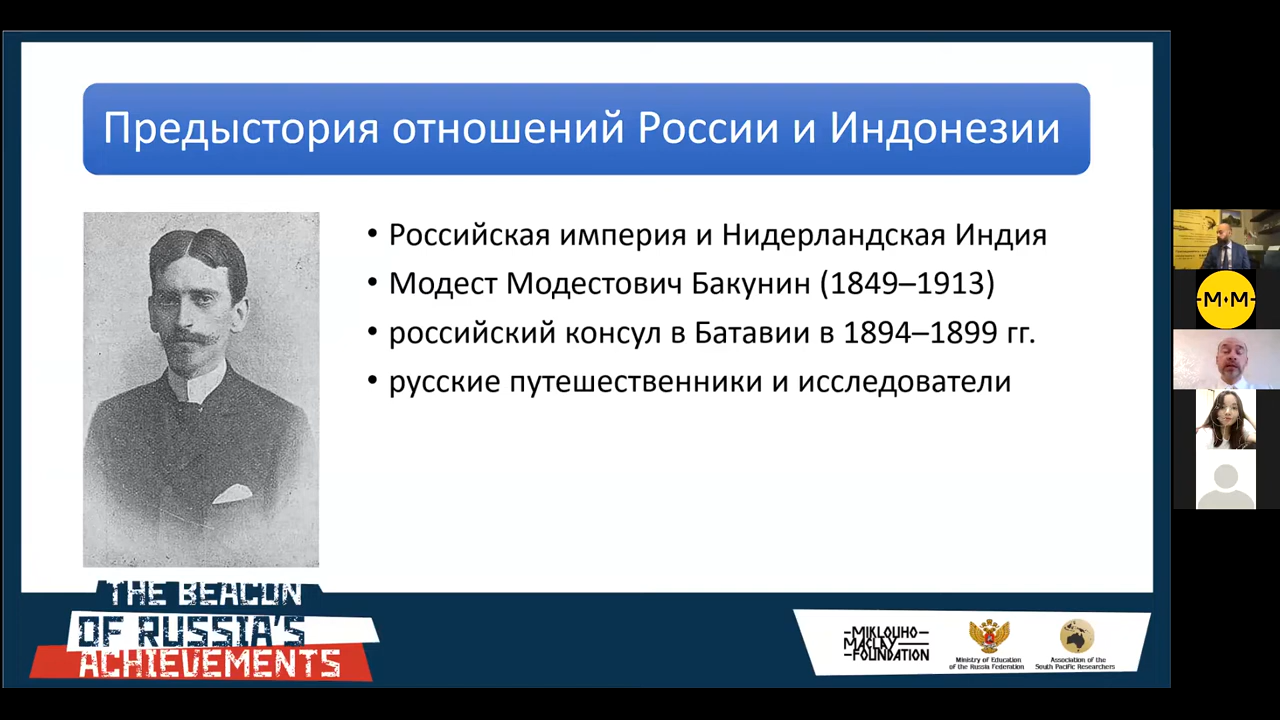 Предыстория отношений России и Индонезии
• Российская империя и Нидерландская Индия
• Модест Модестович Бакунин (1849–1913)
• российский консул в Батавии в 1894–1899 гг.
• русские путешественники и исследователи
THE BEACON
OF RUSSIA'S
ACHIEVEMENTS
–MIKLOUHO–
MACLAY–
–FOUNDATION
Ministry of Education
of the Russia Federation
Association of the
South Pacific Researchers
-M·M-